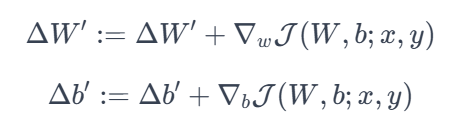 ΔW′ := ΔW′ + ∇_w 𝒥(W, b; x, y)
Δb′ := Δb′ + ∇_b 𝒥(W, b; x, y)